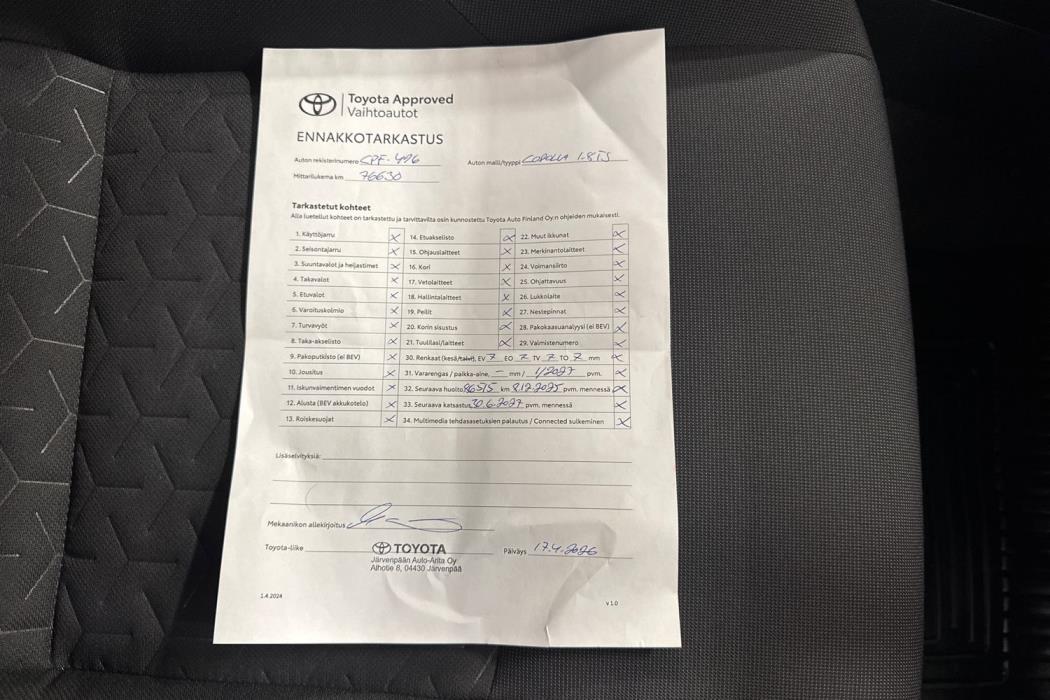 Toyota Approved
Vaihtoautot
ENNAKKOTARKASTUS
Auton rekisterinumero CPF-496 Auton malli/tyyppi COROLLA 1.8 TS
Mittarilukema km 76630
Tarkastetut kohteet
Alla luetellut kohteet on tarkastettu ja tarvittavilta osin kunnostettu Toyota Auto Finland Oy:n ohjeiden mukaisesti.
1. Käyttöjarru X 14. Etuakselisto X 22. Muut ikkunat X
2. Seisontajarru X 15. Ohjauslaitteet X 23. Merkinantolaitteet X
3. Suuntavalot ja heijastimet X 16. Kori X 24. Voimansiirto X
4. Takavalot X 17. Vetolaitteet X 25. Ohjattavuus X
5. Etuvalot X 18. Hallintalaitteet X 26. Lukkolaite X
6. Varoituskolmio X 19. Peilit X 27. Nestepinnat X
7. Turvavyöt X 20. Korin sisustus X 28. Pakokaasuanalyysi (ei BEV) X
8. Taka-akselisto X 21. Tuulilasi/laitteet X 29. Valmistenumero X
9. Pakoputkisto (ei BEV) X 30. Renkaat (kesä/talvi), EV 7 EO 7 TV 7 TO 7 mm X
10. Jousitus X 31. Vararengas / paikka-aine, – mm / 1/2027 pvm. X
11. Iskunvaimentimen vuodot X 32. Seuraava huolto 86515 km 8.12.2025 pvm. mennessä X
12. Alusta (BEV akkukotelo) X 33. Seuraava katsastus 30.6.2027 pvm. mennessä X
13. Roiskesuojat X 34. Multimedia tehdasasetuksien palautus / Connected sulkeminen X
Lisäselvityksiä:
Mekaanikon allekirjoitus
Toyota-liike TOYOTA Päiväys 17.4.2026
Järvenpään Auto-Arita Oy
Alhotie 8, 04430 Järvenpää
1.4.2024 v1.0